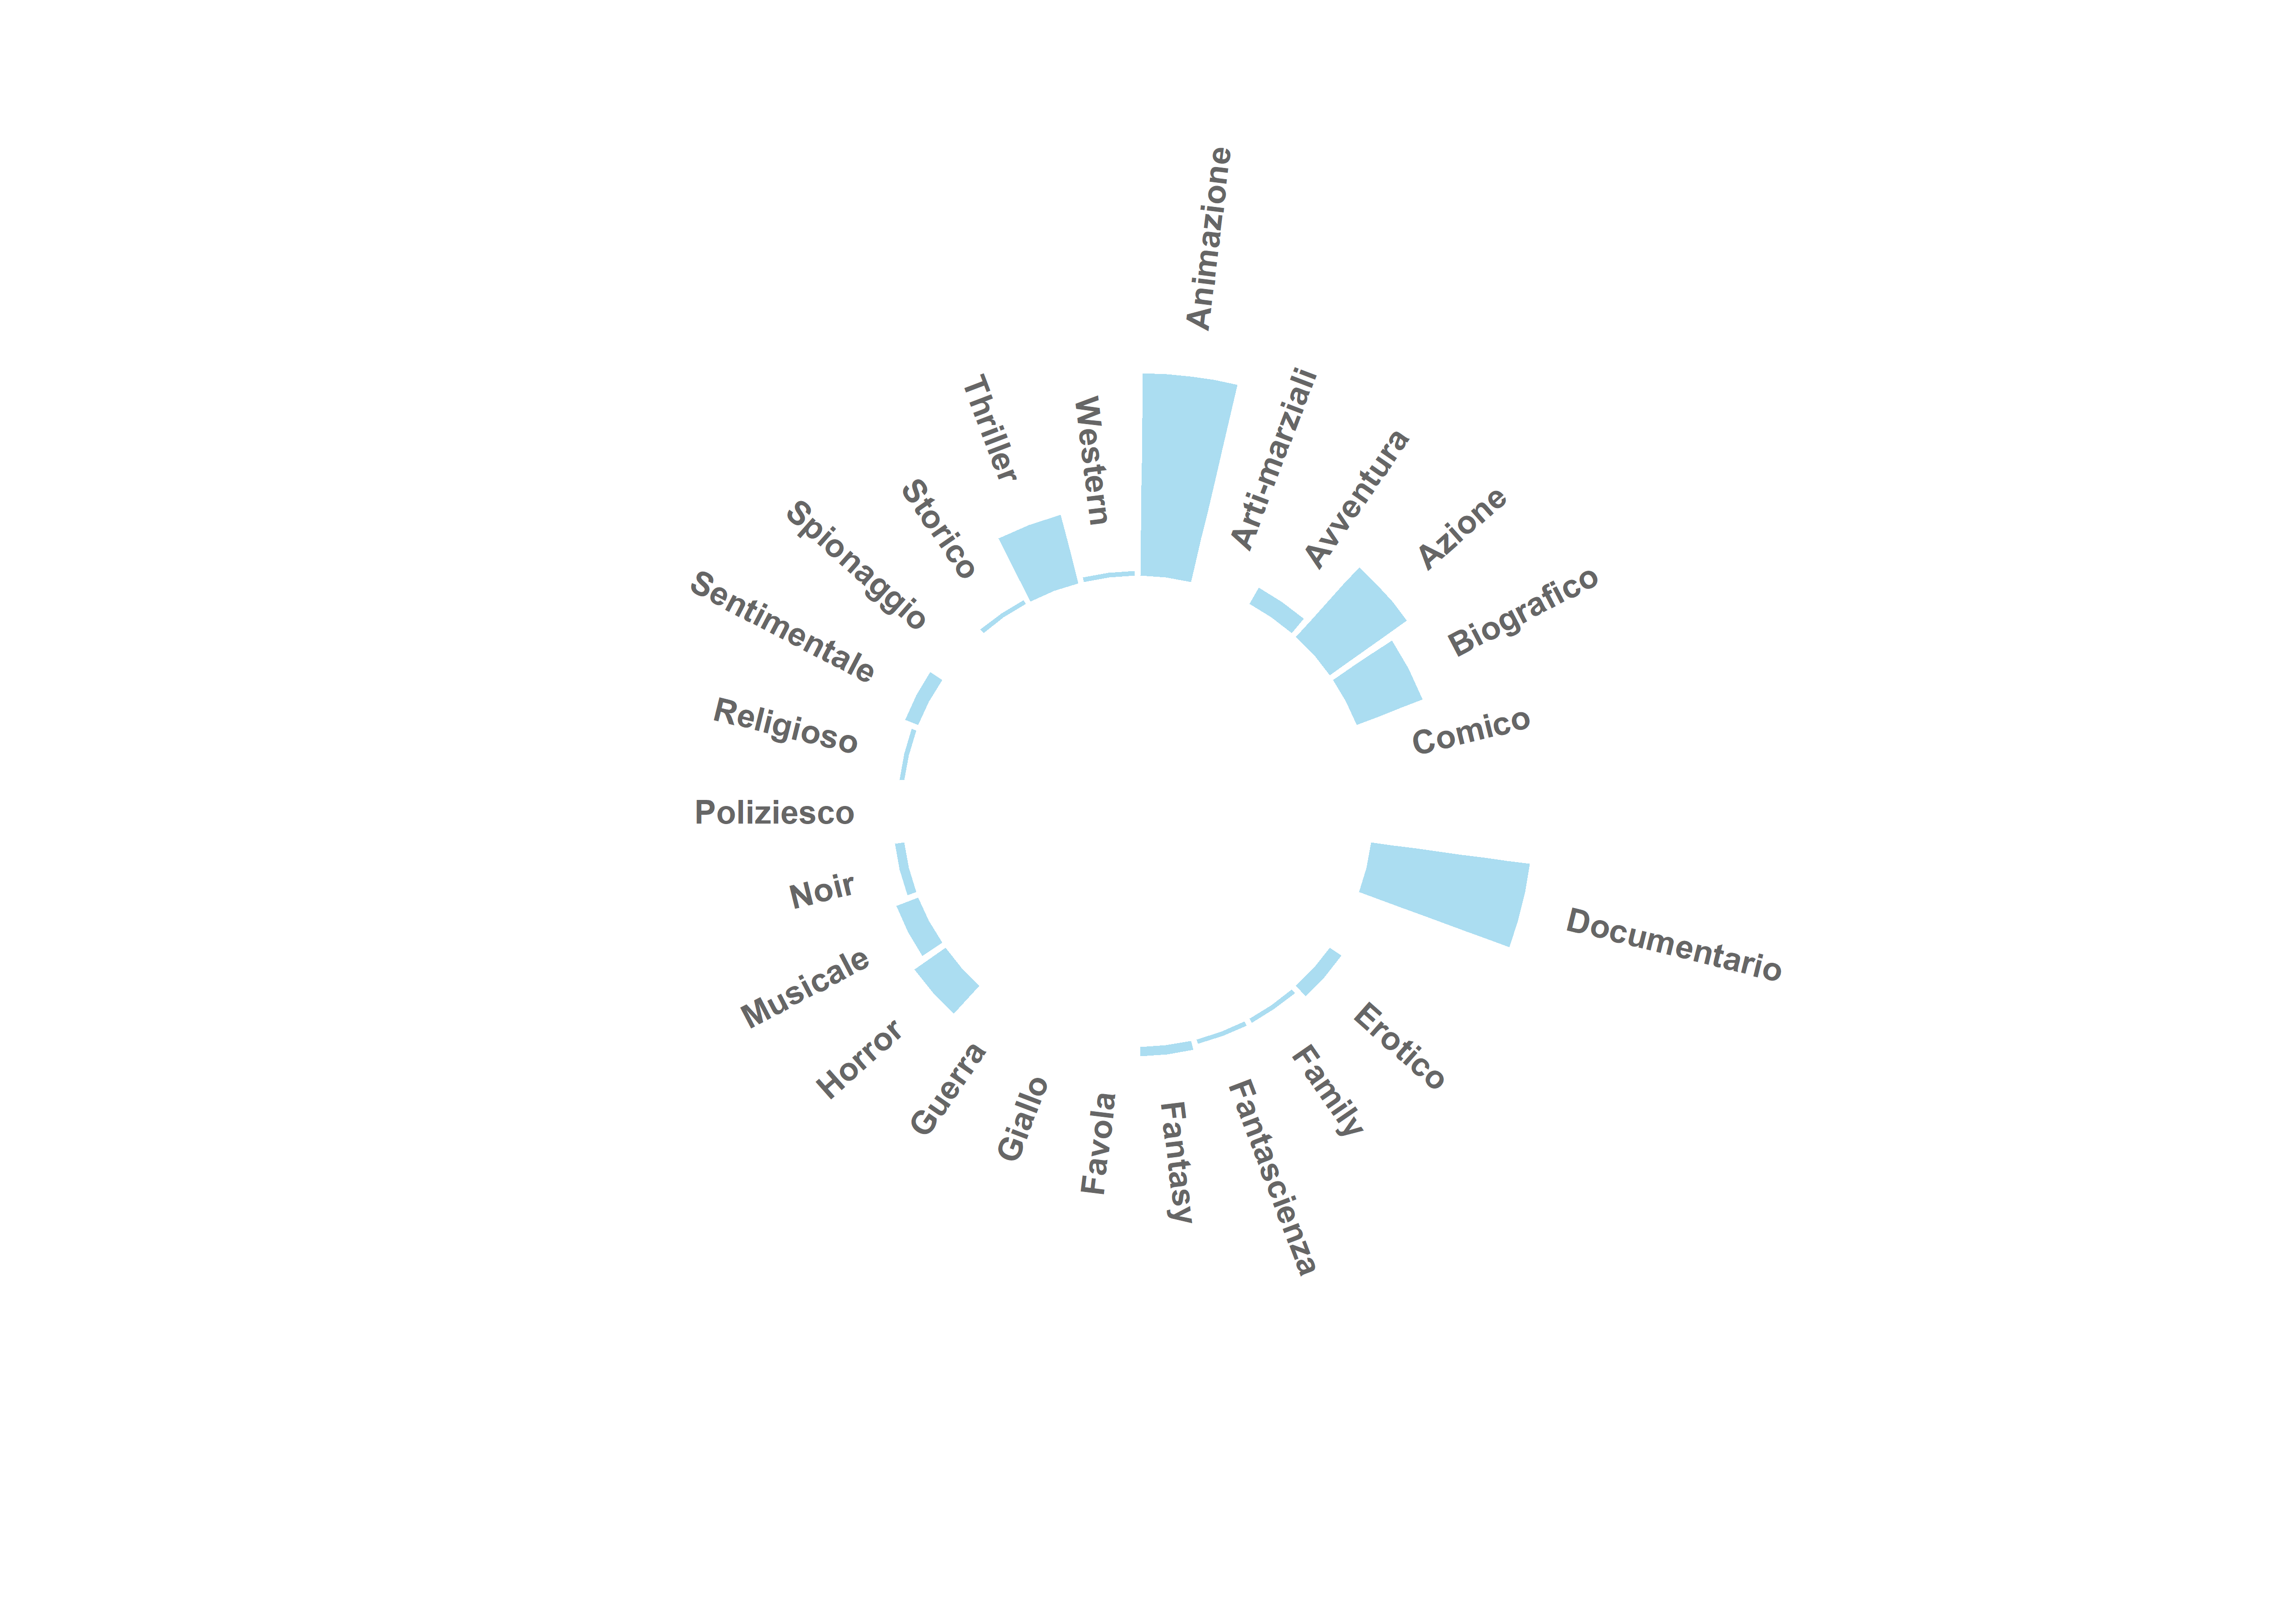 Animazione
Arti-marziali
Avventura
Azione
Biografico
Comico
Documentario
Erotico
Family
Fantascienza
Fantasy
Favola
Giallo
Guerra
Horror
Musicale
Noir
Poliziesco
Religioso
Sentimentale
Spionaggio
Storico
Thriller
Western